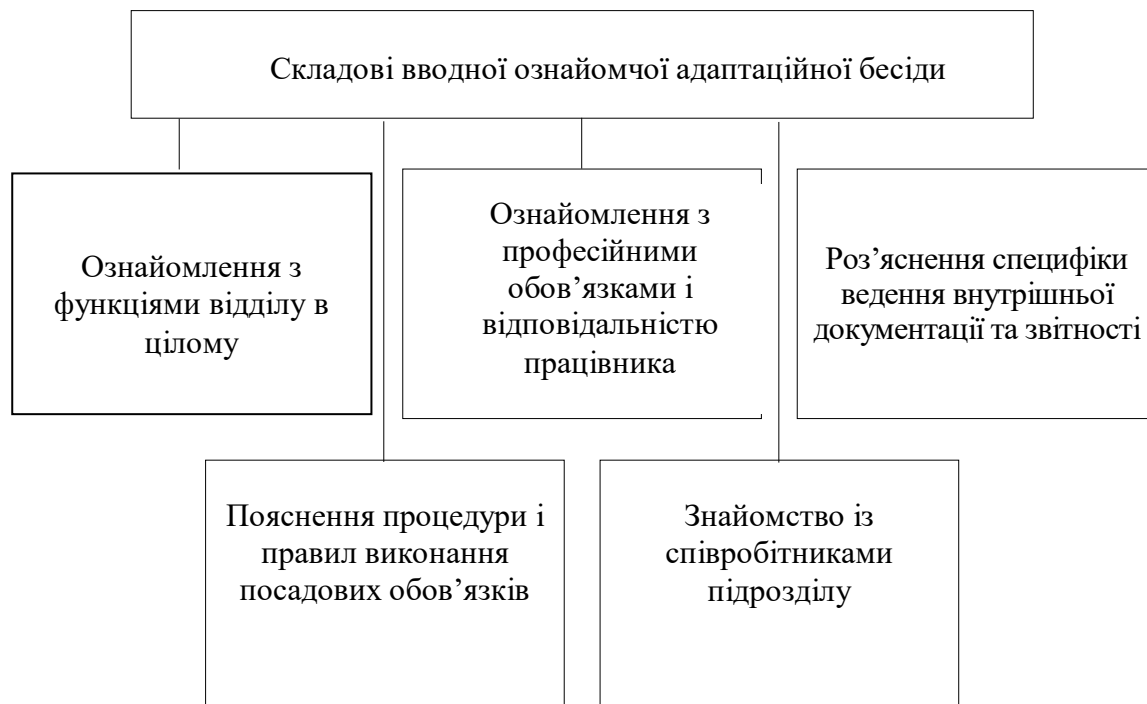 Складові вводної ознайомчої адаптаційної бесіди
Ознайомлення з
функціями відділу в
цілому
Ознайомлення з
професійними
обов’язками і
відповідальністю
працівника
Роз’яснення специфіки
ведення внутрішньої
документації та звітності
Пояснення процедури і
правил виконання
посадових обов’язків
Знайомство із
співробітниками
підрозділу